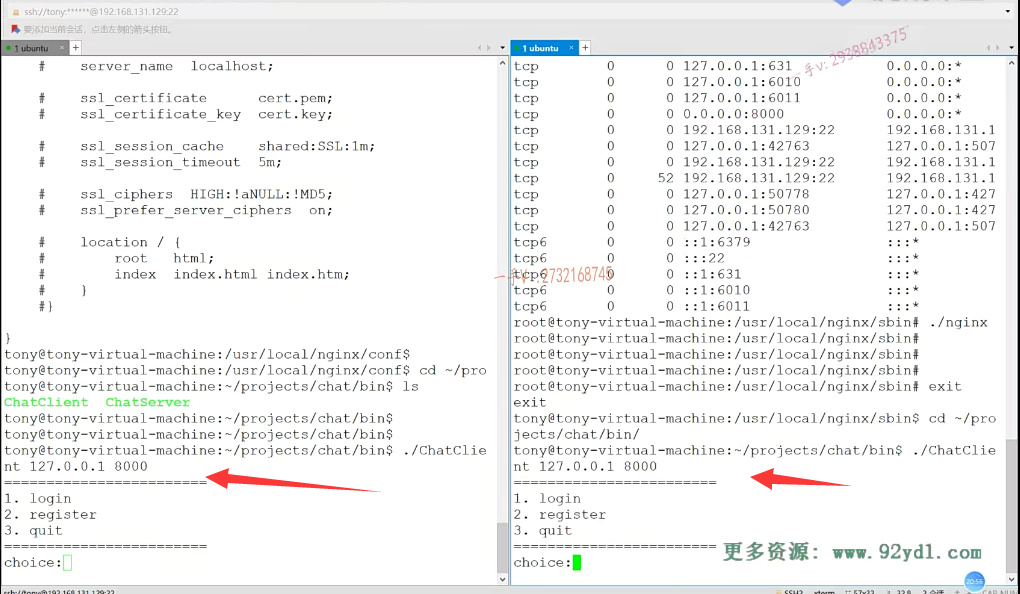 ssh://tony:******@192.168.131.129:22
要添加当前会话，点击左侧的箭头按钮。
1 ubuntu × +
#    server_name  localhost;
#    ssl_certificate      cert.pem;
#    ssl_certificate_key  cert.key;
#    ssl_session_cache    shared:SSL:1m;
#    ssl_session_timeout  5m;
#    ssl_ciphers  HIGH:!aNULL:!MD5;
#    ssl_prefer_server_ciphers  on;
#    location / {
#        root   html;
#        index  index.html index.htm;
#    }
#}
}
tony@tony-virtual-machine:/usr/local/nginx/conf$
tony@tony-virtual-machine:/usr/local/nginx/conf$ cd ~/pro
tony@tony-virtual-machine:~/projects/chat/bin$ ls
ChatClient  ChatServer
tony@tony-virtual-machine:~/projects/chat/bin$
tony@tony-virtual-machine:~/projects/chat/bin$
tony@tony-virtual-machine:~/projects/chat/bin$ ./ChatClie
nt 127.0.0.1 8000
========================
1. login
2. register
3. quit
========================
choice:
1 ubuntu × +
tcp        0      0 127.0.0.1:631           0.0.0.0:*
tcp        0      0 127.0.0.1:6010          0.0.0.0:*
tcp        0      0 127.0.0.1:6011          0.0.0.0:*
tcp        0      0 0.0.0.0:8000            0.0.0.0:*
tcp        0      0 192.168.131.129:22      192.168.131.1
tcp        0      0 127.0.0.1:42763         127.0.0.1:507
tcp        0      0 192.168.131.129:22      192.168.131.1
tcp        0     52 192.168.131.129:22      192.168.131.1
tcp        0      0 127.0.0.1:50778         127.0.0.1:427
tcp        0      0 127.0.0.1:50780         127.0.0.1:427
tcp        0      0 127.0.0.1:42763         127.0.0.1:507
tcp6       0      0 ::1:6379                :::*
tcp6       0      0 :::22                   :::*
tcp6       0      0 ::1:631                 :::*
tcp6       0      0 ::1:6010                :::*
tcp6       0      0 ::1:6011                :::*
root@tony-virtual-machine:/usr/local/nginx/sbin# ./nginx
root@tony-virtual-machine:/usr/local/nginx/sbin#
root@tony-virtual-machine:/usr/local/nginx/sbin#
root@tony-virtual-machine:/usr/local/nginx/sbin#
root@tony-virtual-machine:/usr/local/nginx/sbin# exit
exit
tony@tony-virtual-machine:/usr/local/nginx/sbin$ cd ~/pro
jects/chat/bin/
tony@tony-virtual-machine:~/projects/chat/bin$ ./ChatClie
nt 127.0.0.1 8000
========================
1. login
2. register
3. quit
========================
choice:
一手V: 2938843375
一手V: 2732168745
更多资源: www.92ydl.com
20:56
ssh://tony@192.168.131.129:22
SSH2 xterm 57x33